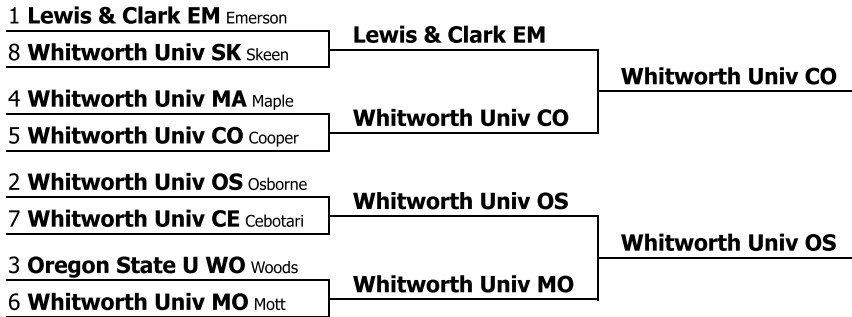 1 Lewis & Clark EM Emerson
8 Whitworth Univ SK Skeen
4 Whitworth Univ MA Maple
5 Whitworth Univ CO Cooper
2 Whitworth Univ OS Osborne
7 Whitworth Univ CE Cebotari
3 Oregon State U WO Woods
6 Whitworth Univ MO Mott
Lewis & Clark EM
Whitworth Univ CO
Whitworth Univ OS
Whitworth Univ MO
Whitworth Univ CO
Whitworth Univ OS